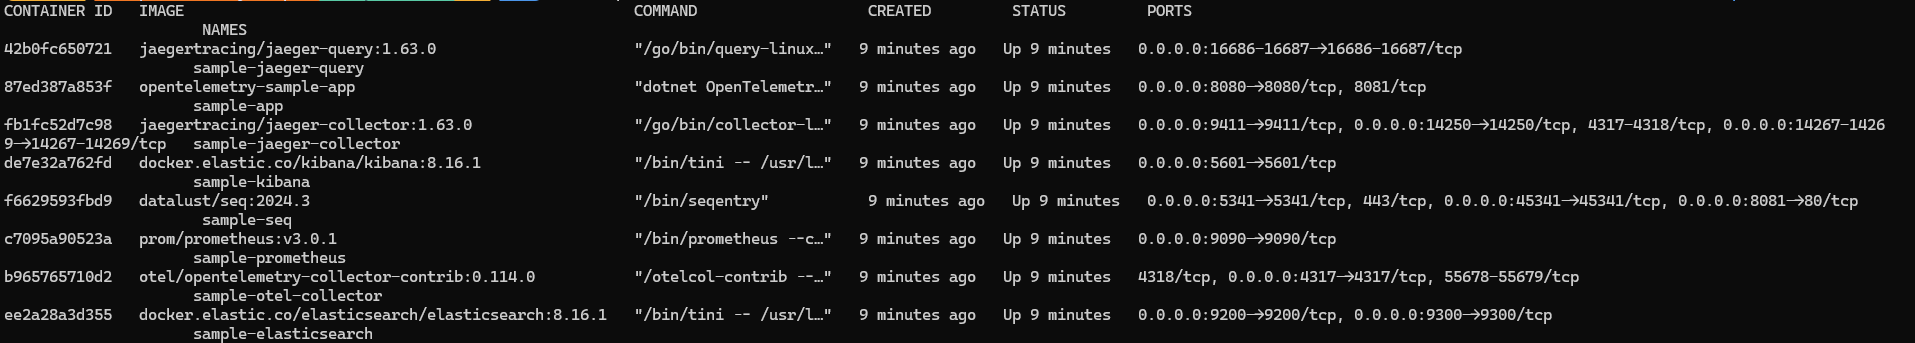 CONTAINER ID   IMAGE                                                  COMMAND                   CREATED         STATUS         PORTS
                      NAMES
42b0fc650721   jaegertracing/jaeger-query:1.63.0                      "/go/bin/query-linux…"   9 minutes ago   Up 9 minutes   0.0.0.0:16686-16687->16686-16687/tcp
                     sample-jaeger-query
87ed387a853f   opentelemetry-sample-app                               "dotnet OpenTelemetr…"   9 minutes ago   Up 9 minutes   0.0.0.0:8080->8080/tcp, 8081/tcp
                     sample-app
fb1fc52d7c98   jaegertracing/jaeger-collector:1.63.0                  "/go/bin/collector-l…"   9 minutes ago   Up 9 minutes   0.0.0.0:9411->9411/tcp, 0.0.0.0:14250->14250/tcp, 4317-4318/tcp, 0.0.0.0:14267-1426
9->14267-14269/tcp   sample-jaeger-collector
de7e32a762fd   docker.elastic.co/kibana/kibana:8.16.1                 "/bin/tini -- /usr/l…"   9 minutes ago   Up 9 minutes   0.0.0.0:5601->5601/tcp
                     sample-kibana
f6629593fbd9   datalust/seq:2024.3                                    "/bin/seqentry"           9 minutes ago   Up 9 minutes   0.0.0.0:5341->5341/tcp, 443/tcp, 0.0.0.0:45341->45341/tcp, 0.0.0.0:8081->80/tcp
                      sample-seq
c7095a90523a   prom/prometheus:v3.0.1                                 "/bin/prometheus --c…"   9 minutes ago   Up 9 minutes   0.0.0.0:9090->9090/tcp
                     sample-prometheus
b965765710d2   otel/opentelemetry-collector-contrib:0.114.0           "/otelcol-contrib --…"   9 minutes ago   Up 9 minutes   4318/tcp, 0.0.0.0:4317->4317/tcp, 55678-55679/tcp
                     sample-otel-collector
ee2a28a3d355   docker.elastic.co/elasticsearch/elasticsearch:8.16.1   "/bin/tini -- /usr/l…"   9 minutes ago   Up 9 minutes   0.0.0.0:9200->9200/tcp, 0.0.0.0:9300->9300/tcp
                     sample-elasticsearch